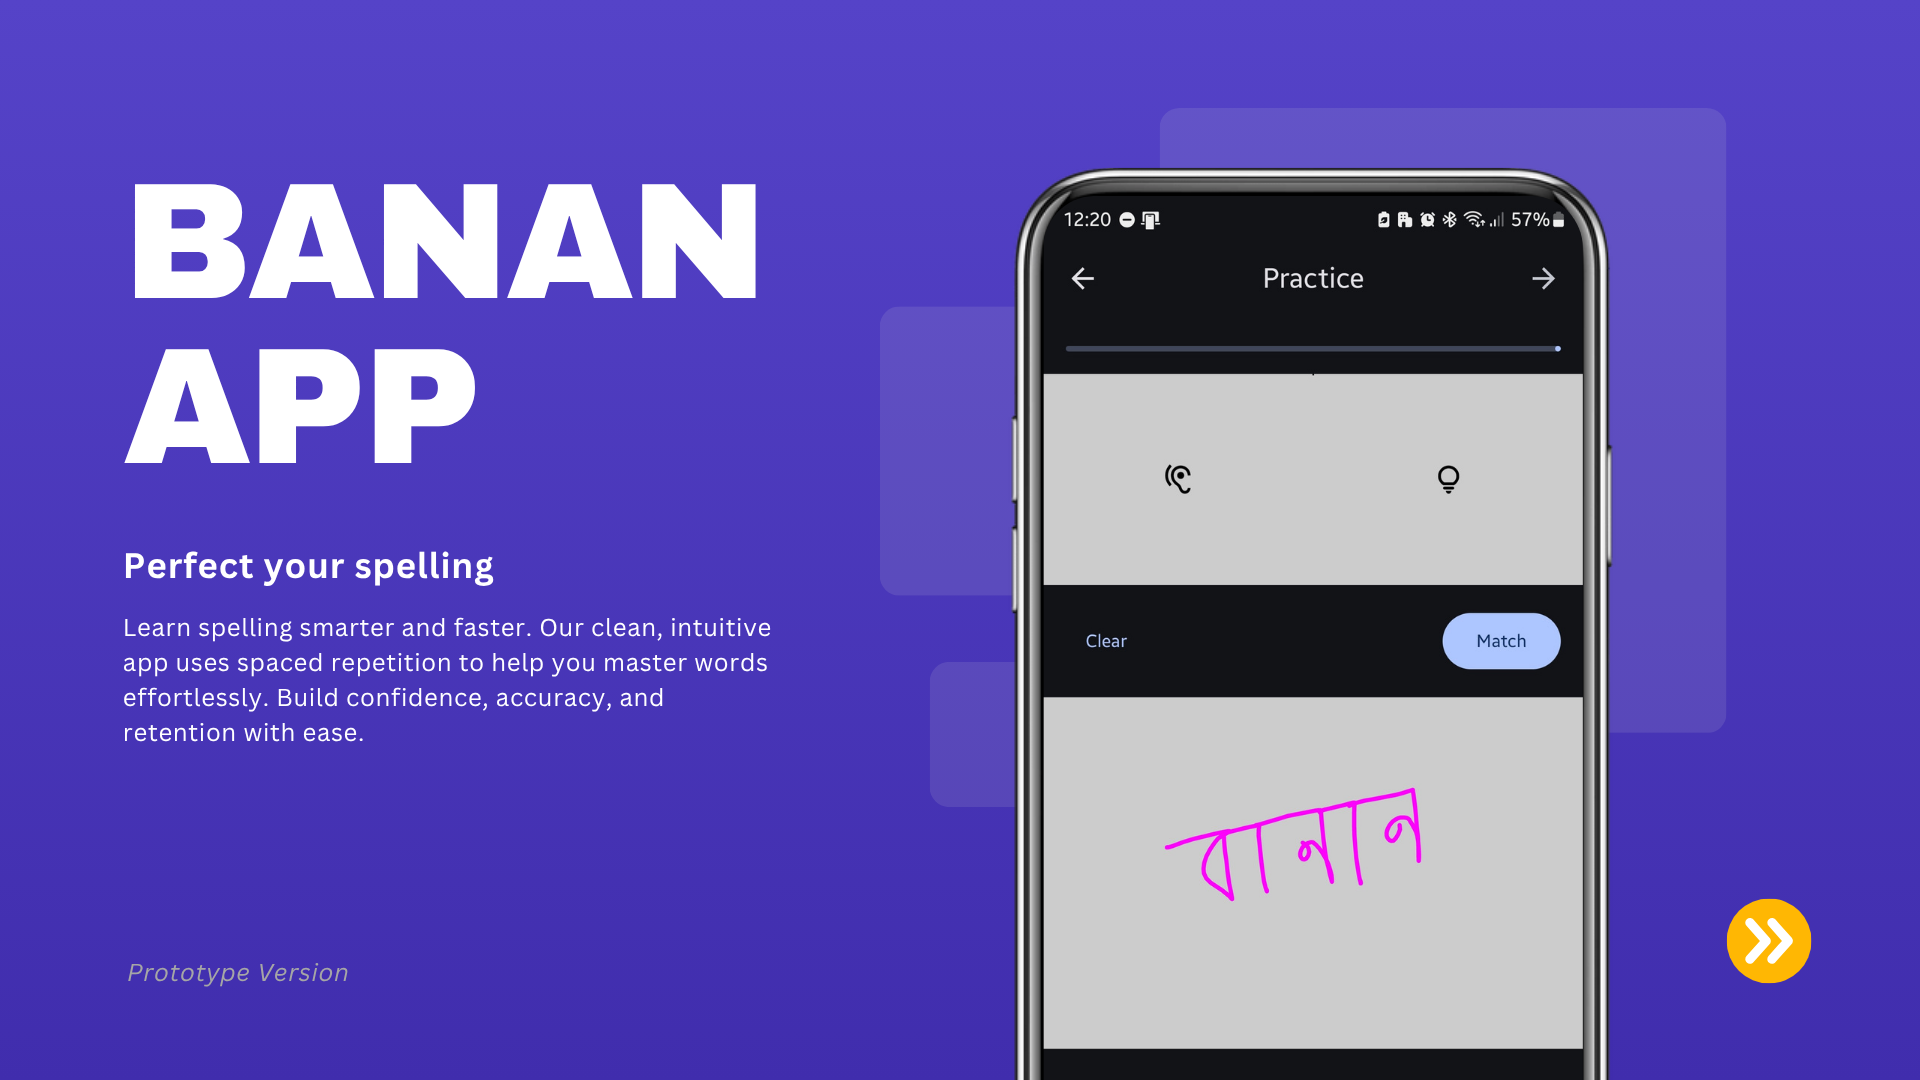 BANAN
APP
Perfect your spelling
Learn spelling smarter and faster. Our clean, intuitive
app uses spaced repetition to help you master words
effortlessly. Build confidence, accuracy, and
retention with ease.
Prototype Version
12:20 57%
Practice
Clear Match
বানান